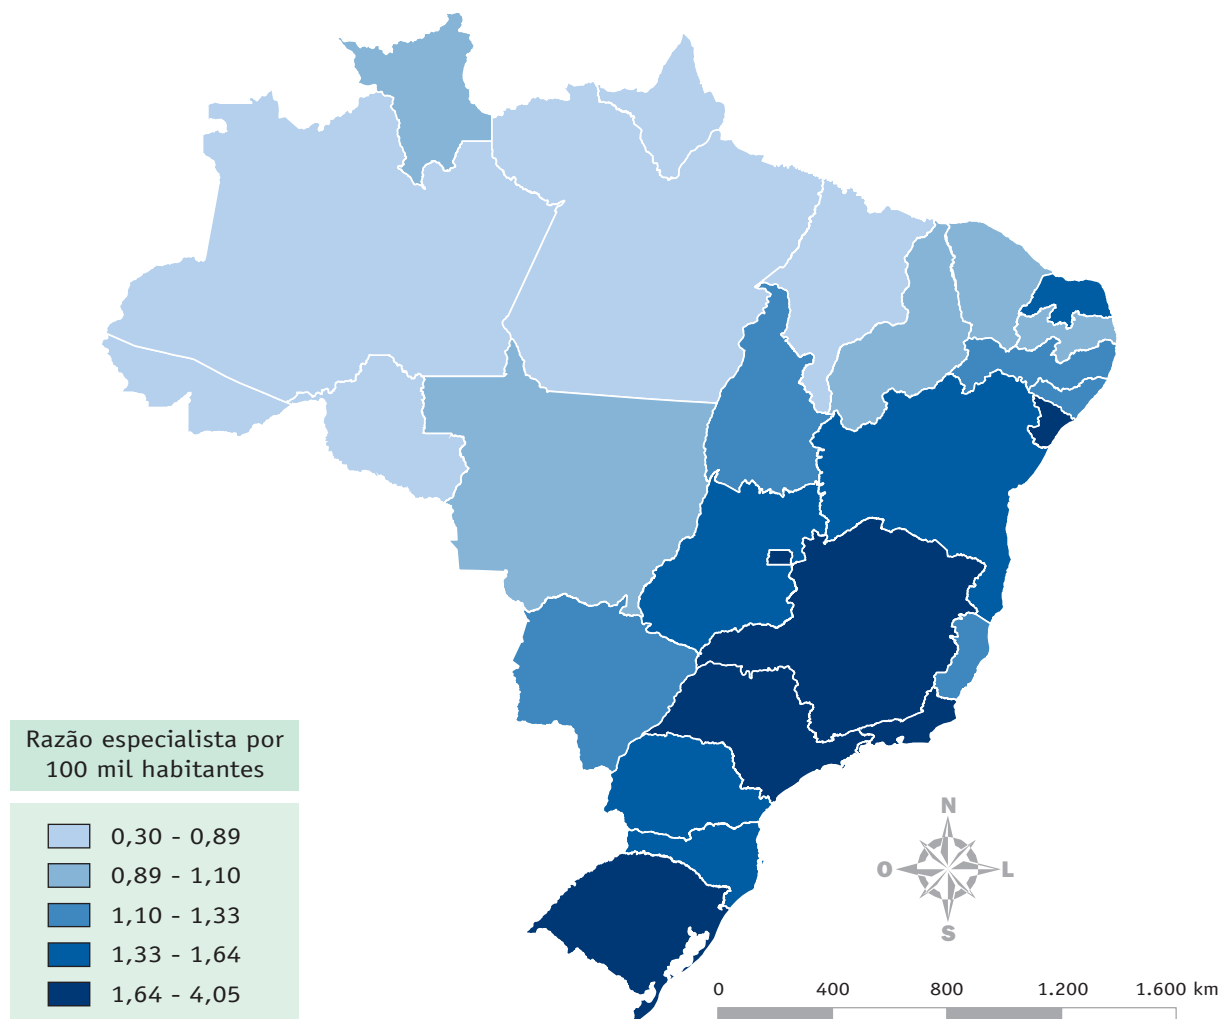 Razão especialista por
100 mil habitantes
0,30 - 0,89
0,89 - 1,10
1,10 - 1,33
1,33 - 1,64
1,64 - 4,05
N
O
L
S
0 400 800 1.200 1.600 km